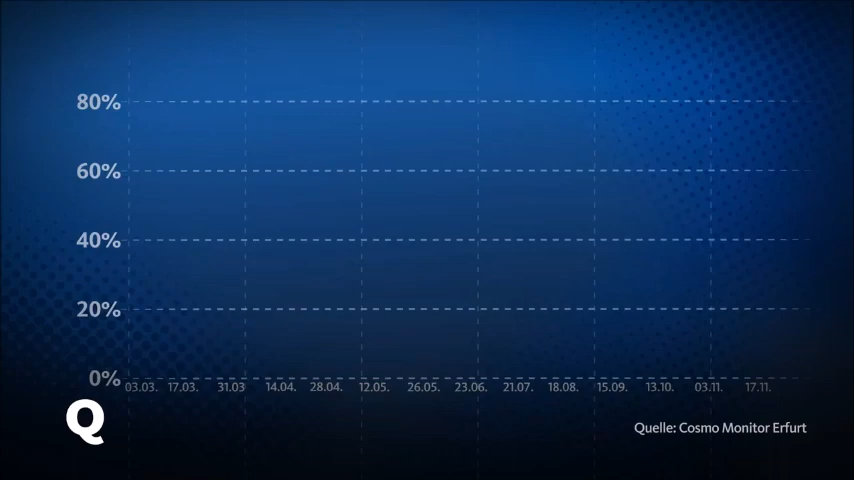 80%
60%
40%
20%
0%
03.03. 17.03. 31.03 14.04. 28.04. 12.05. 26.05. 23.06. 21.07. 18.08. 15.09. 13.10. 03.11. 17.11.
Q
Quelle: Cosmo Monitor Erfurt